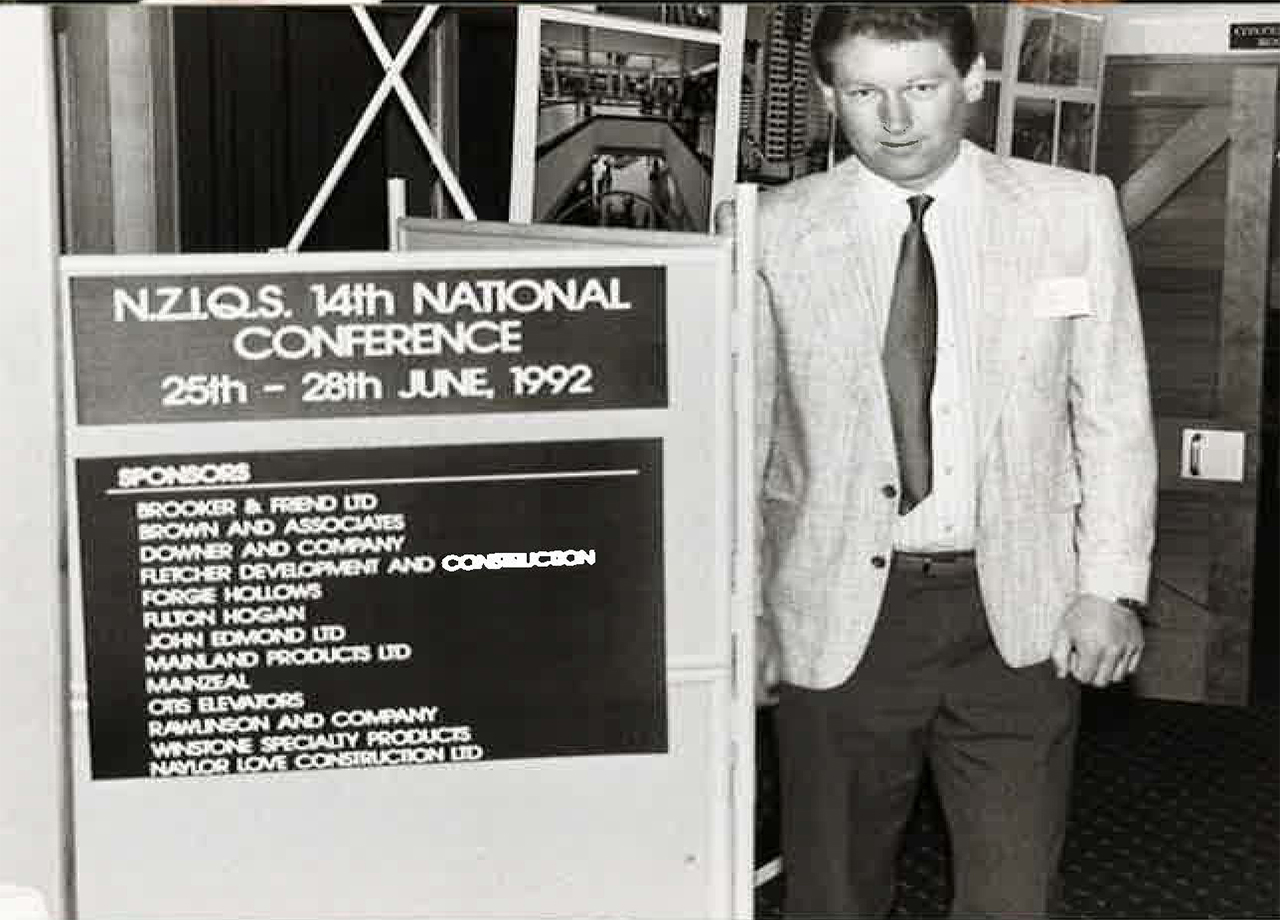 N.Z.I.Q.S. 14th NATIONAL
CONFERENCE
25th - 28th JUNE, 1992
SPONSORS
BROOKER & FRIEND LTD
BROWN AND ASSOCIATES
DOWNER AND COMPANY
FLETCHER DEVELOPMENT AND CONSTRUCTION
FORGIE HOLLOWS
FULTON HOGAN
JOHN EDMOND LTD
MAINLAND PRODUCTS LTD
MAINZEAL
OTIS ELEVATORS
RAWLINSON AND COMPANY
WINSTONE SPECIALTY PRODUCTS
NAYLOR LOVE CONSTRUCTION LTD